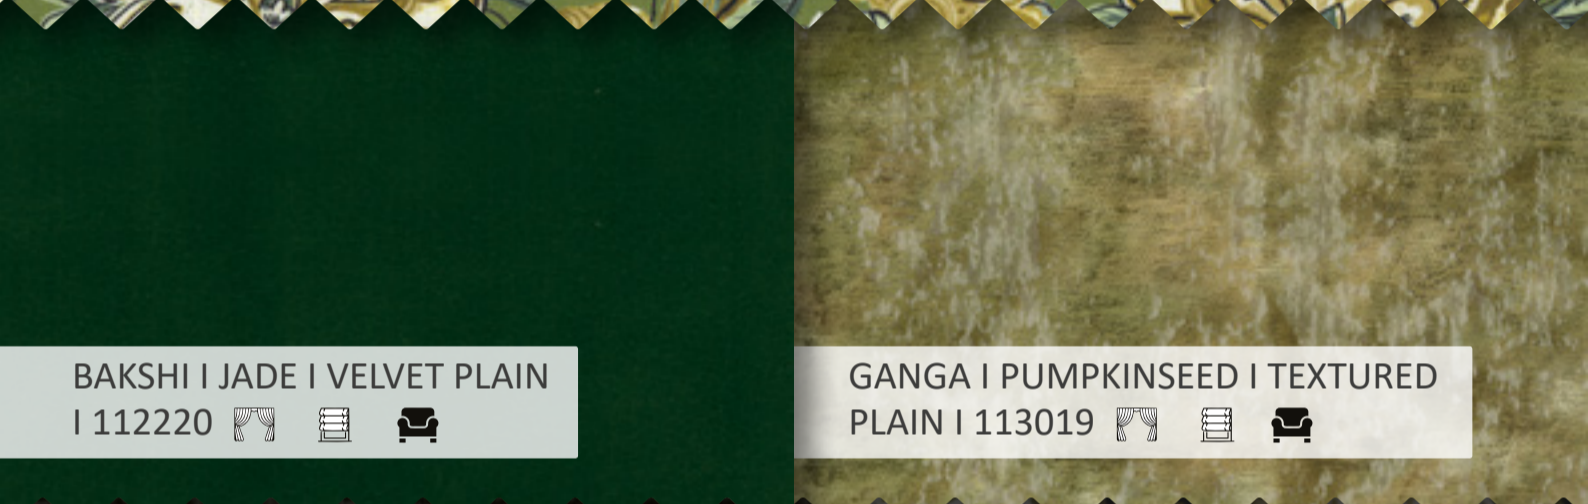 BAKSHI I JADE I VELVET PLAIN
I 112220
GANGA I PUMPKINSEED I TEXTURED
PLAIN I 113019